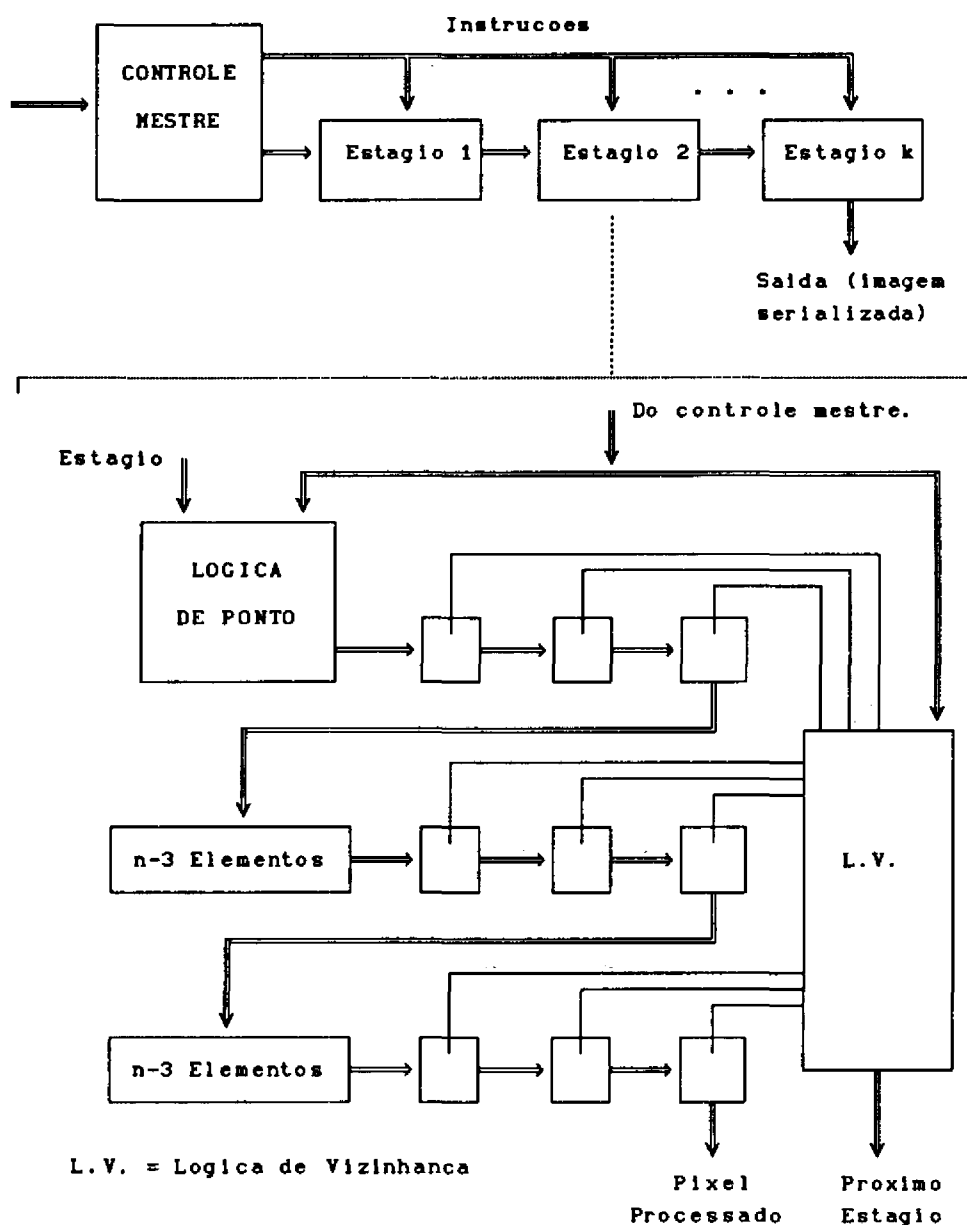 Instrucoes
CONTROLE
MESTRE
. . .
Estagio 1
Estagio 2
Estagio k
Saida (imagem
serializada)
Do controle mestre.
Estagio
LOGICA
DE PONTO
n-3 Elementos
L.V.
n-3 Elementos
L.V. = Logica de Vizinhanca
Pixel
Processado
Proximo
Estagio